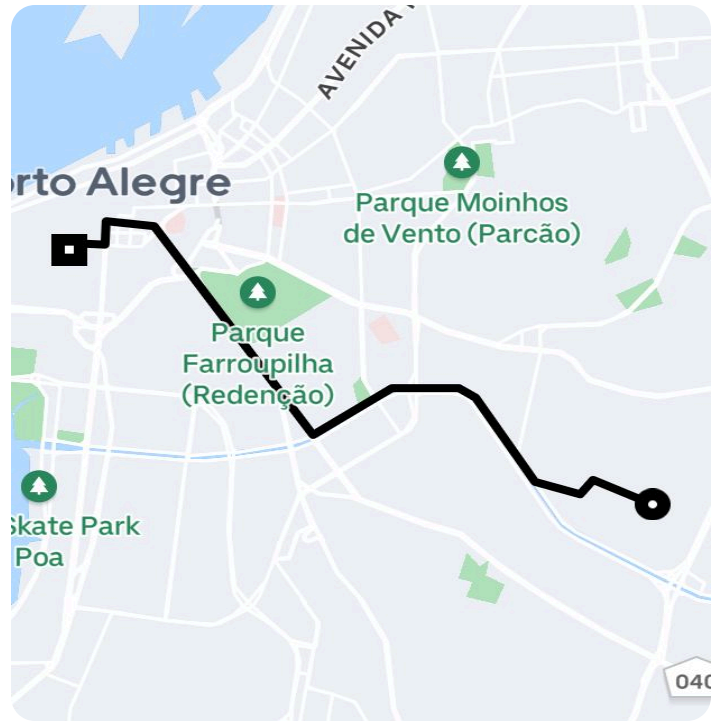 AVENIDA
rto Alegre
Parque Moinhos
de Vento (Parcão)
Parque
Farroupilha
(Redenção)
Skate Park
Poa
040